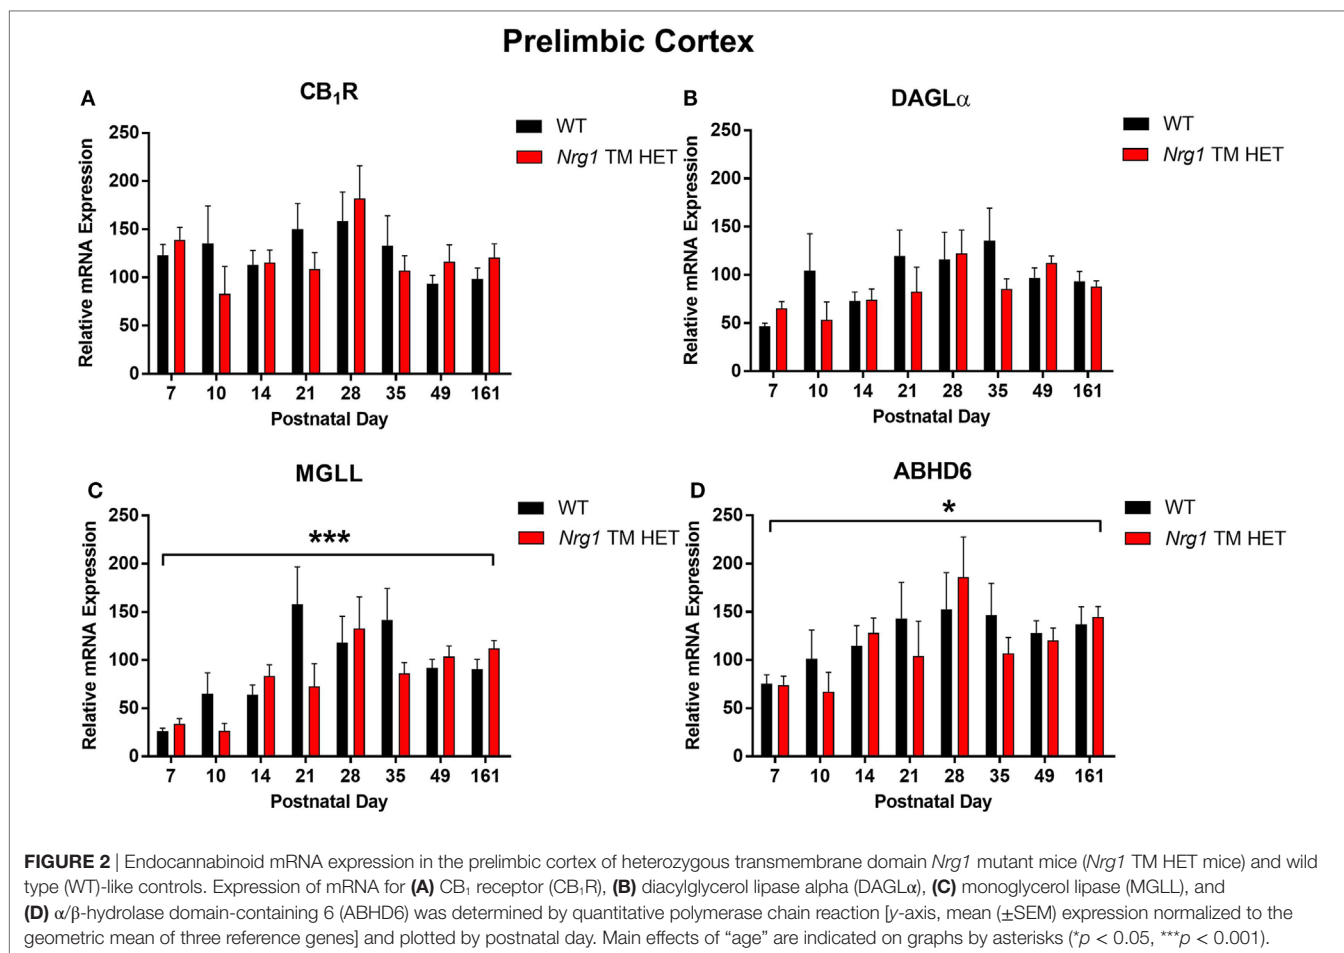 Prelimbic Cortex
A
CB₁R
WT
Nrg1 TM HET
Relative mRNA Expression
250
200
150
100
50
0
7 10 14 21 28 35 49 161
Postnatal Day
B
DAGLα
WT
Nrg1 TM HET
Relative mRNA Expression
250
200
150
100
50
0
7 10 14 21 28 35 49 161
Postnatal Day
C
MGLL
WT
Nrg1 TM HET
***
Relative mRNA Expression
250
200
150
100
50
0
7 10 14 21 28 35 49 161
Postnatal Day
D
ABHD6
WT
Nrg1 TM HET
*
Relative mRNA Expression
250
200
150
100
50
0
7 10 14 21 28 35 49 161
Postnatal Day
FIGURE 2 | Endocannabinoid mRNA expression in the prelimbic cortex of heterozygous transmembrane domain Nrg1 mutant mice (Nrg1 TM HET mice) and wild
type (WT)-like controls. Expression of mRNA for (A) CB₁ receptor (CB₁R), (B) diacylglycerol lipase alpha (DAGLα), (C) monoglycerol lipase (MGLL), and
(D) α/β-hydrolase domain-containing 6 (ABHD6) was determined by quantitative polymerase chain reaction [y-axis, mean (±SEM) expression normalized to the
geometric mean of three reference genes] and plotted by postnatal day. Main effects of “age” are indicated on graphs by asterisks (*p < 0.05, ***p < 0.001).